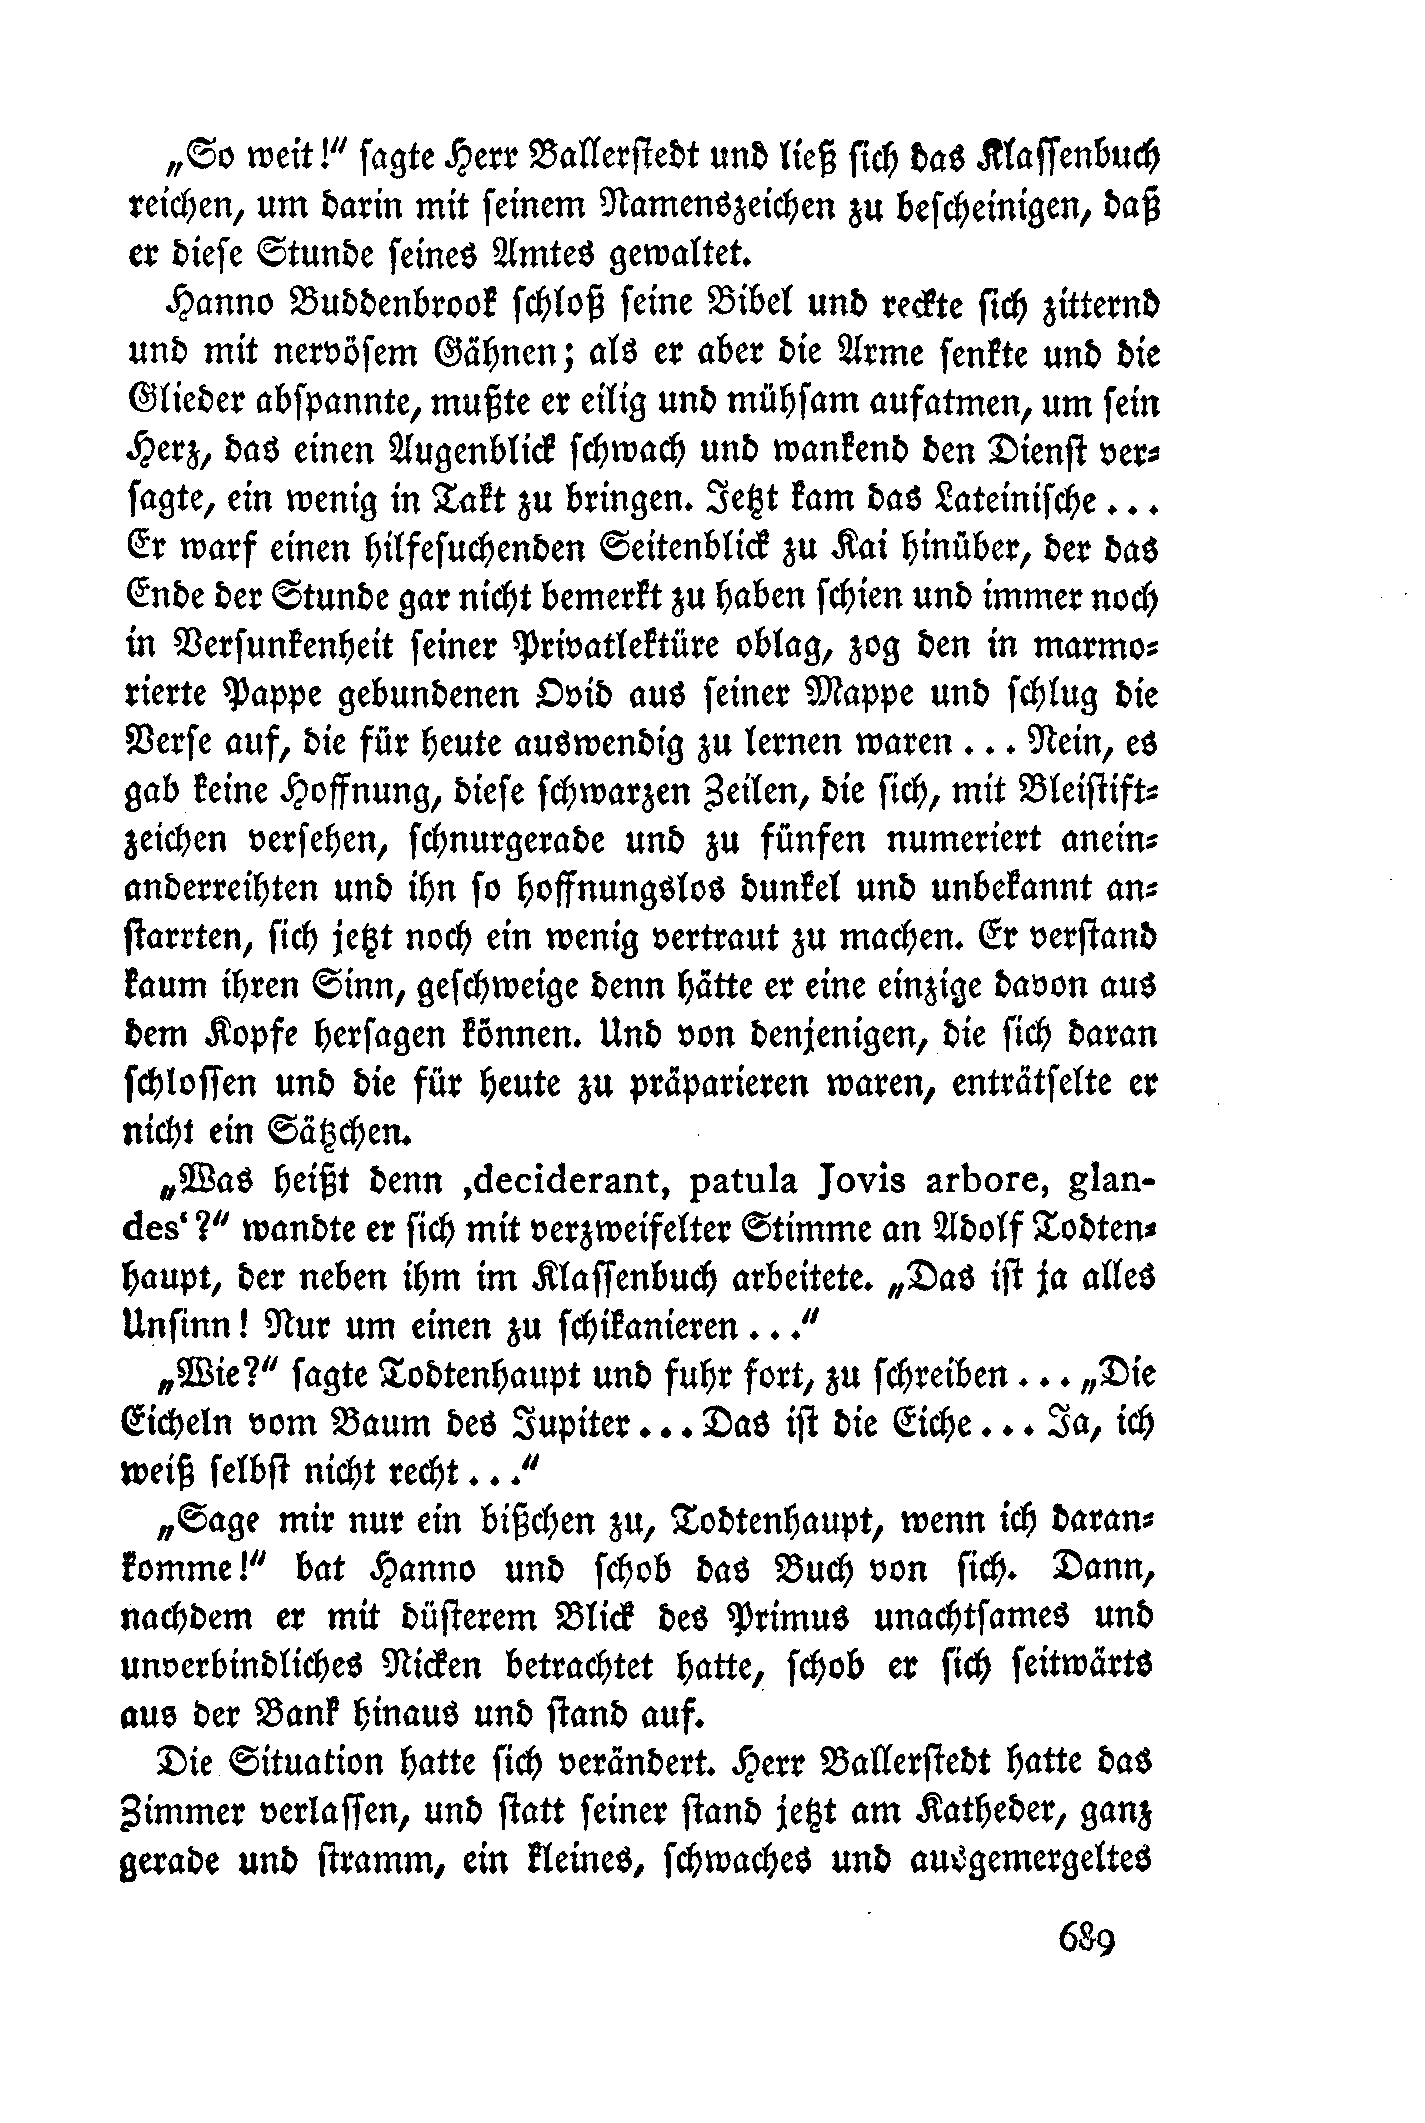 „So weit!“ sagte Herr Ballerstedt und ließ sich das Klassenbuch
reichen, um darin mit seinem Namenszeichen zu bescheinigen, daß
er diese Stunde seines Amtes gewaltet.
Hanno Buddenbrook schloß seine Bibel und reckte sich zitternd
und mit nervösem Gähnen; als er aber die Arme senkte und die
Glieder abspannte, mußte er eilig und mühsam aufatmen, um sein
Herz, das einen Augenblick schwach und wankend den Dienst ver-
sagte, ein wenig in Takt zu bringen. Jetzt kam das Lateinische...
Er warf einen hilfesuchenden Seitenblick zu Kai hinüber, der das
Ende der Stunde gar nicht bemerkt zu haben schien und immer noch
in Versunkenheit seiner Privatlektüre oblag, zog den in marmo-
rierte Pappe gebundenen Ovid aus seiner Mappe und schlug die
Verse auf, die für heute auswendig zu lernen waren... Nein, es
gab keine Hoffnung, diese schwarzen Zeilen, die sich, mit Bleistift-
zeichen versehen, schnurgerade und zu fünfen numeriert anein-
anderreihten und ihn so hoffnungslos dunkel und unbekannt an-
starrten, sich jetzt noch ein wenig vertraut zu machen. Er verstand
kaum ihren Sinn, geschweige denn hätte er eine einzige davon aus
dem Kopfe hersagen können. Und von denjenigen, die sich daran
schlossen und die für heute zu präparieren waren, enträtselte er
nicht ein Sätzchen.
„Was heißt denn ‚deciderant, patula Jovis arbore, glan-
des‘?“ wandte er sich mit verzweifelter Stimme an Adolf Todten-
haupt, der neben ihm im Klassenbuch arbeitete. „Das ist ja alles
Unsinn! Nur um einen zu schikanieren...“
„Wie?“ sagte Todtenhaupt und fuhr fort, zu schreiben... „Die
Eicheln vom Baum des Jupiter... Das ist die Eiche... Ja, ich
weiß selbst nicht recht...“
„Sage mir nur ein bißchen zu, Todtenhaupt, wenn ich daran-
komme!“ bat Hanno und schob das Buch von sich. Dann,
nachdem er mit düsterem Blick des Primus unachtsames und
unverbindliches Nicken betrachtet hatte, schob er sich seitwärts
aus der Bank hinaus und stand auf.
Die Situation hatte sich verändert. Herr Ballerstedt hatte das
Zimmer verlassen, und statt seiner stand jetzt am Katheder, ganz
gerade und stramm, ein kleines, schwaches und ausgemergeltes
689